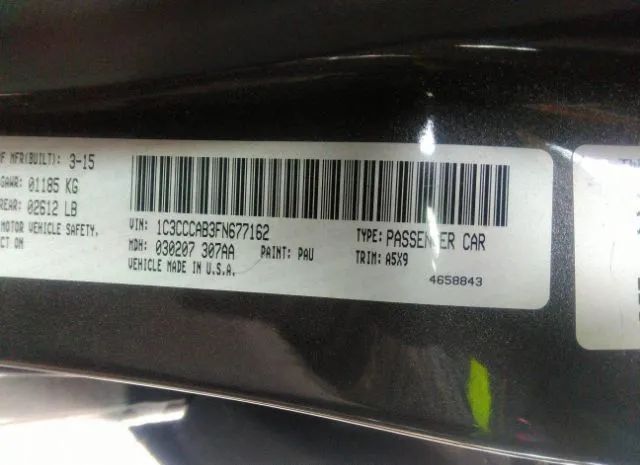 F MFR(BUILT): 3-15
GAWR: 01185 KG
REAR: 02612 LB
MOTOR VEHICLE SAFETY.
CT ON
VIN: 1C3CCCAB3FN677162
MDH: 030207 307AA PAINT: PAU
VEHICLE MADE IN U.S.A.
TYPE: PASSENGER CAR
TRIM: A5X9
4658843